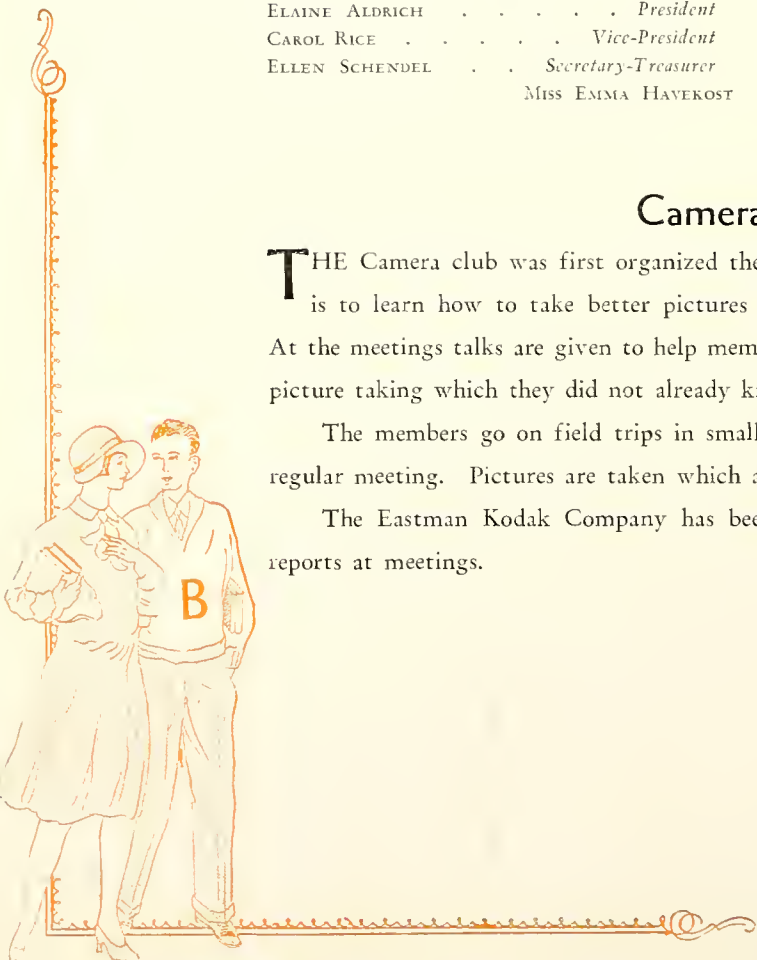 ELAINE ALDRICH . . . . . President
CAROL RICE . . . . . Vice-President
ELLEN SCHENDEL . . Secretary-Treasurer
MISS EMMA HAVEKOST
Camera
THE Camera club was first organized the
is to learn how to take better pictures
At the meetings talks are given to help mem
picture taking which they did not already k
The members go on field trips in small
regular meeting. Pictures are taken which a
The Eastman Kodak Company has bee
reports at meetings.
B